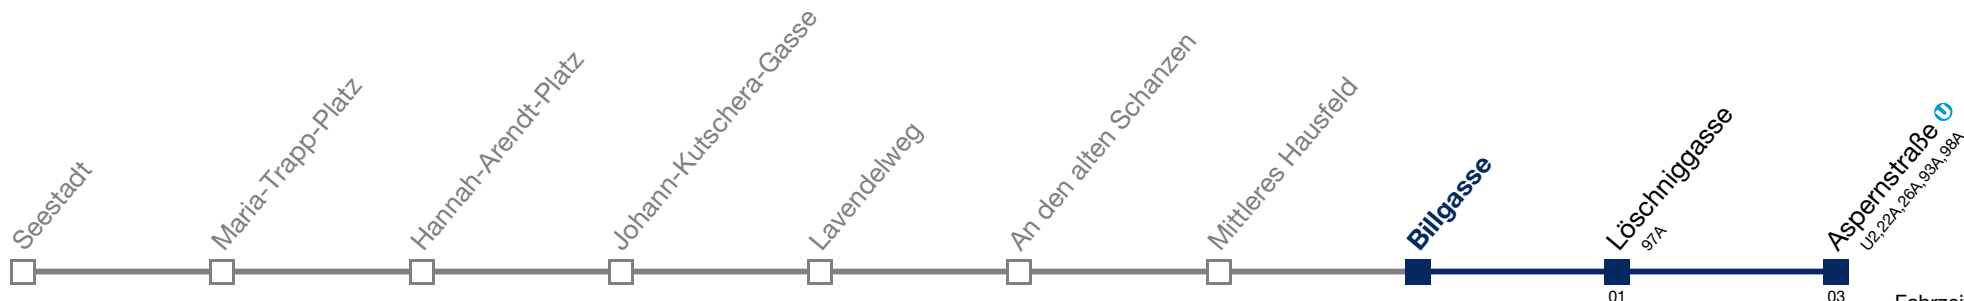 Seestadt
Maria-Trapp-Platz
Hannah-Arendt-Platz
Johann-Kutschera-Gasse
Lavendelweg
An den alten Schanzen
Mittleres Hausfeld
Billgasse
Löschniggasse
97A
Aspernstraße U
U2,22A,26A,93A,98A
01
03